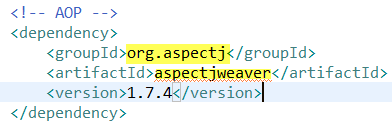 <!-- AOP -->
<dependency>
    <groupId>org.aspectj</groupId>
    <artifactId>aspectjweaver</artifactId>
    <version>1.7.4</version>
</dependency>